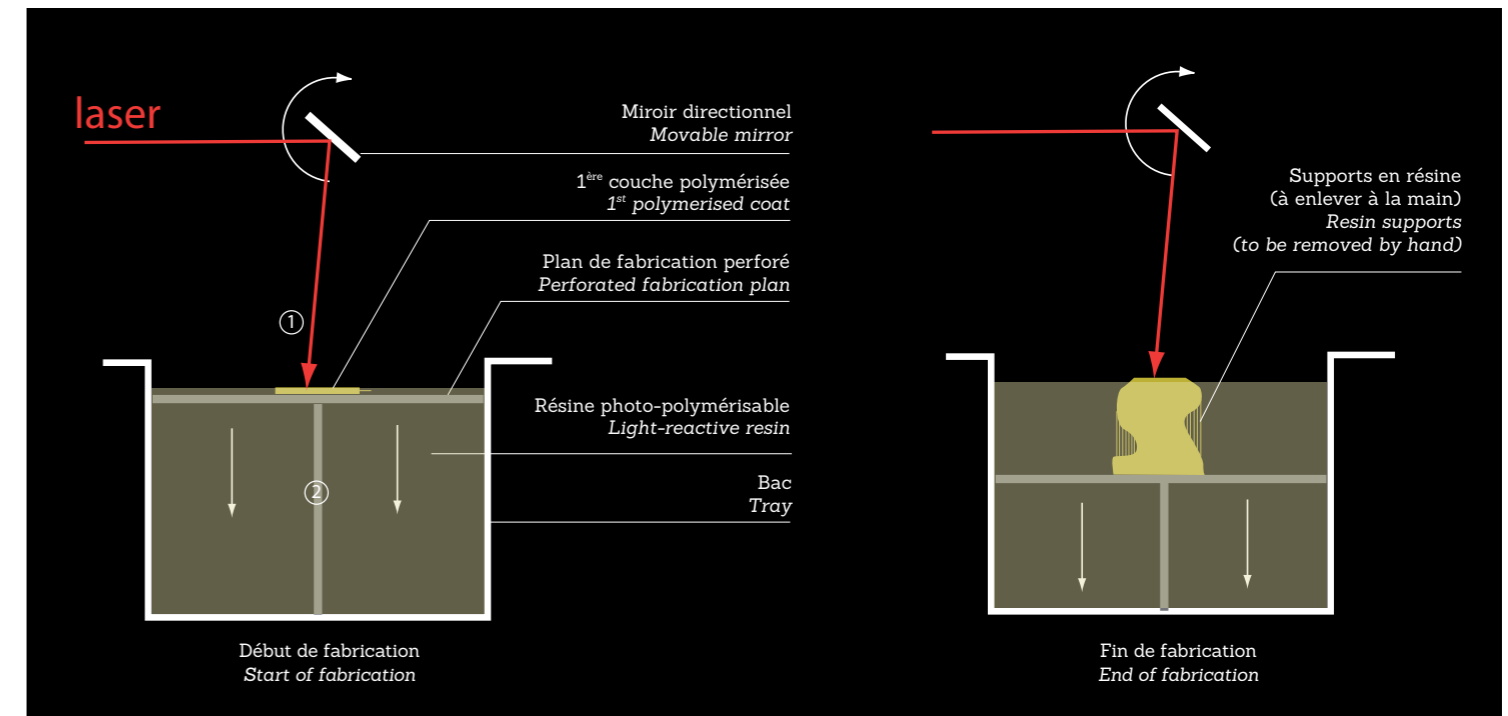 laser
Miroir directionnel
Movable mirror
1ère couche polymérisée
1st polymerised coat
Plan de fabrication perforé
Perforated fabrication plan
①
Résine photo-polymérisable
Light-reactive resin
②
Bac
Tray
Début de fabrication
Start of fabrication
Supports en résine
(à enlever à la main)
Resin supports
(to be removed by hand)
Fin de fabrication
End of fabrication